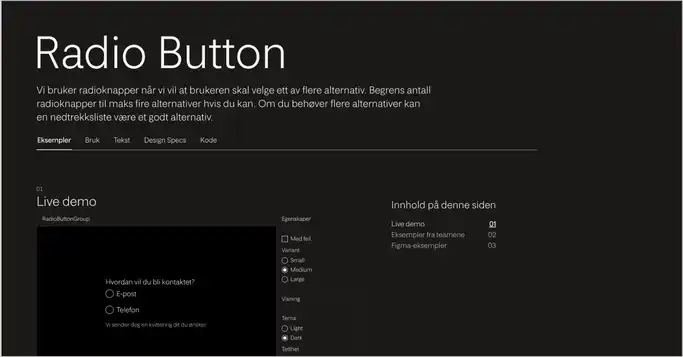 Radio Button
Vi bruker radioknapper når vi vil at brukeren skal velge ett av flere alternativ. Begrens antall
radioknapper til maks fire alternativer hvis du kan. Om du behøver flere alternativer kan
en nedtrekksliste være et godt alternativ.
Eksempler Bruk Tekst Design Specs Kode
01
Live demo
RadioButtonGroup
Hvordan vil du bli kontaktet?
E-post
Telefon
Vi sender deg en kvittering dit du ønsker
Egenskaper
Med feil
Variant
Small
Medium
Large
Visning
Tema
Light
Dark
Tetthet
Innhold på denne siden
Live demo 01
Eksempler fra teamene 02
Figma-eksempler 03